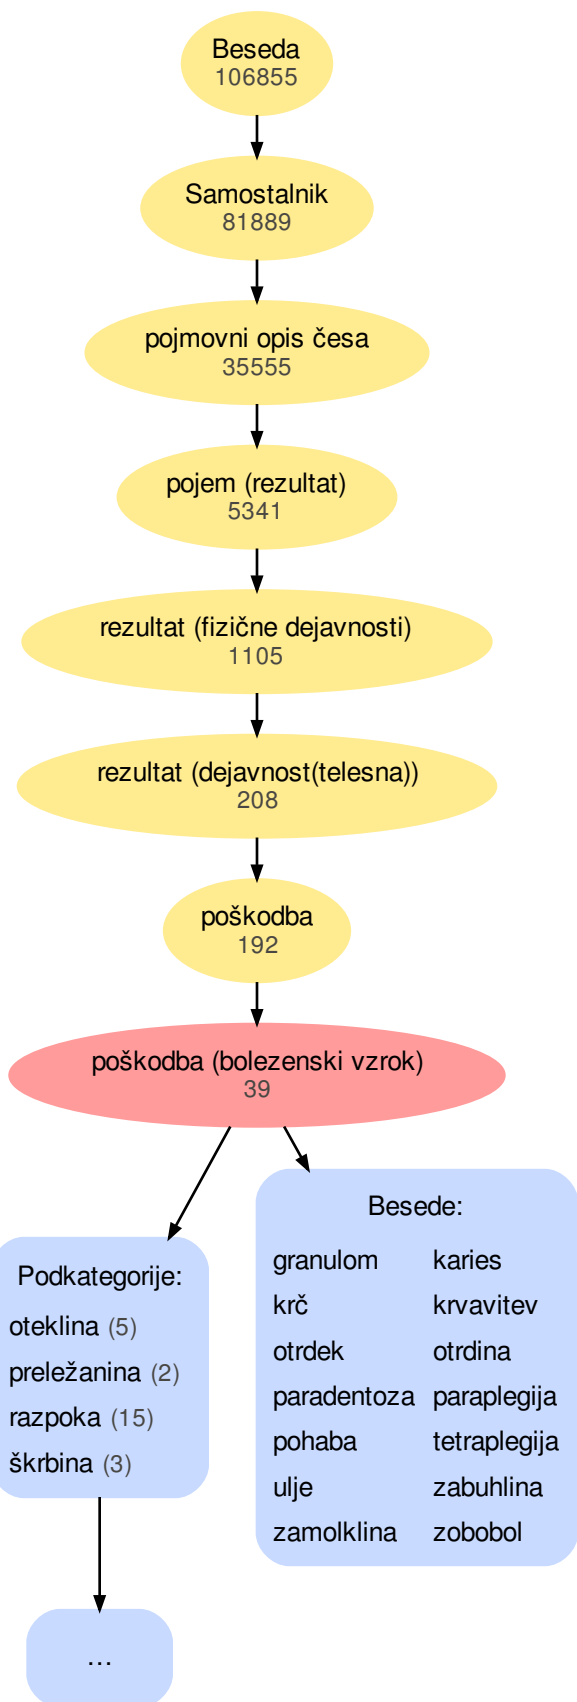 Beseda
106855
Samostalnik
81889
pojmovni opis česa
35555
pojem (rezultat)
5341
rezultat (fizične dejavnosti)
1105
rezultat (dejavnost(telesna))
208
poškodba
192
poškodba (bolezenski vzrok)
39
Podkategorije:
oteklina (5)
preležanina (2)
razpoka (15)
škrbina (3)
Besede:
granulom karies
krč krvavitev
otrdek otrdina
paradentoza paraplegija
pohaba tetraplegija
ulje zabuhlina
zamolklina zobobol
...